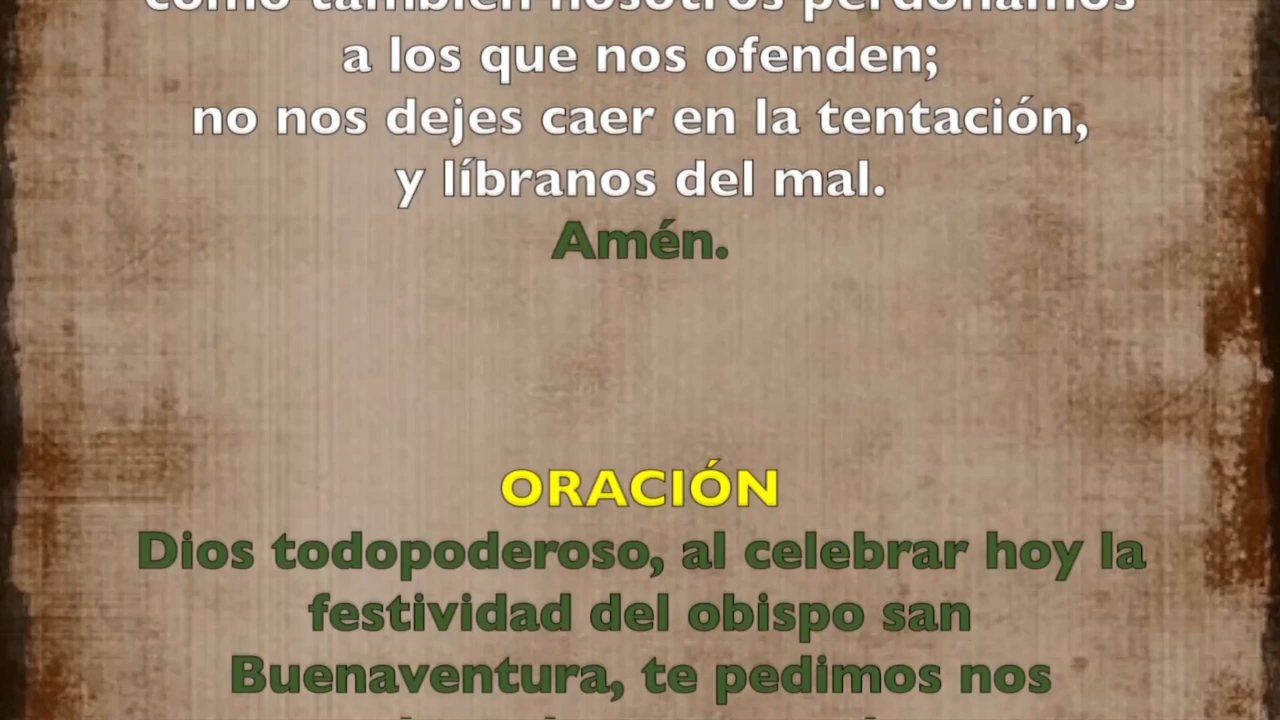 como también nosotros perdonamos
a los que nos ofenden;
no nos dejes caer en la tentación,
y líbranos del mal.
Amén.
ORACIÓN
Dios todopoderoso, al celebrar hoy la
festividad del obispo san
Buenaventura, te pedimos nos